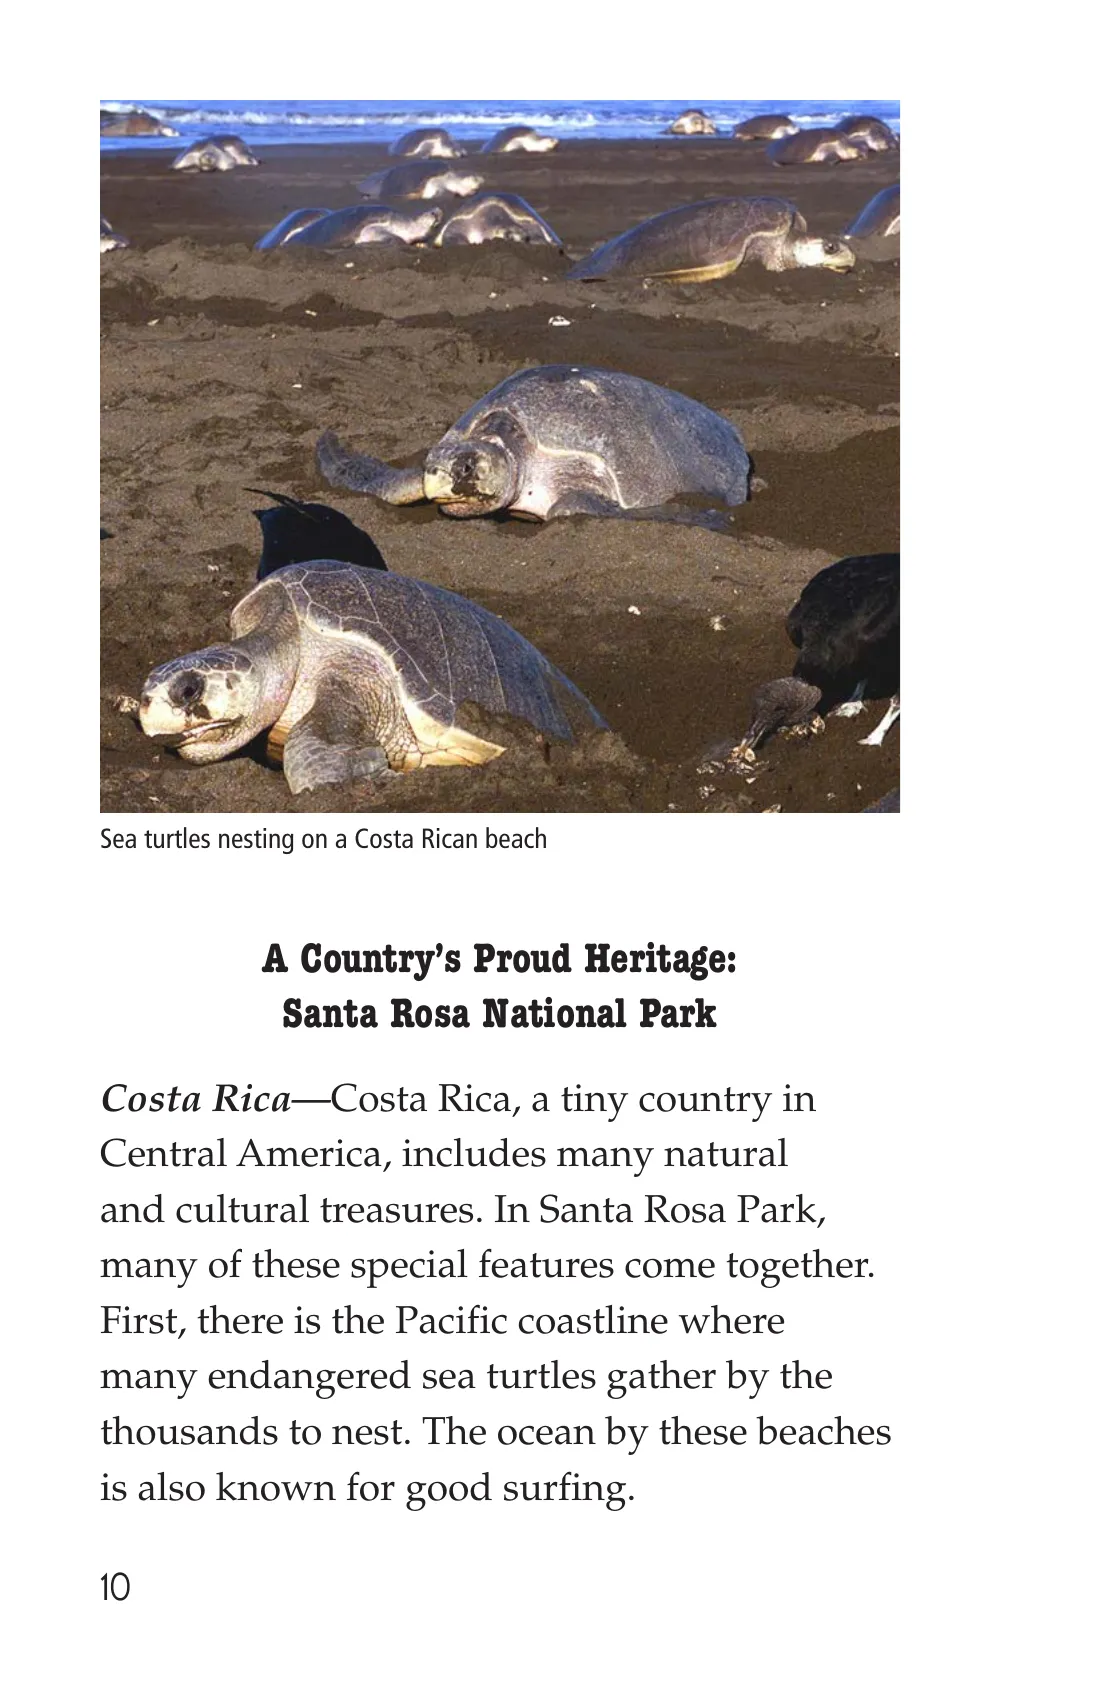 Sea turtles nesting on a Costa Rican beach
A Country’s Proud Heritage:
Santa Rosa National Park
Costa Rica—Costa Rica, a tiny country in
Central America, includes many natural
and cultural treasures. In Santa Rosa Park,
many of these special features come together.
First, there is the Pacific coastline where
many endangered sea turtles gather by the
thousands to nest. The ocean by these beaches
is also known for good surfing.
10